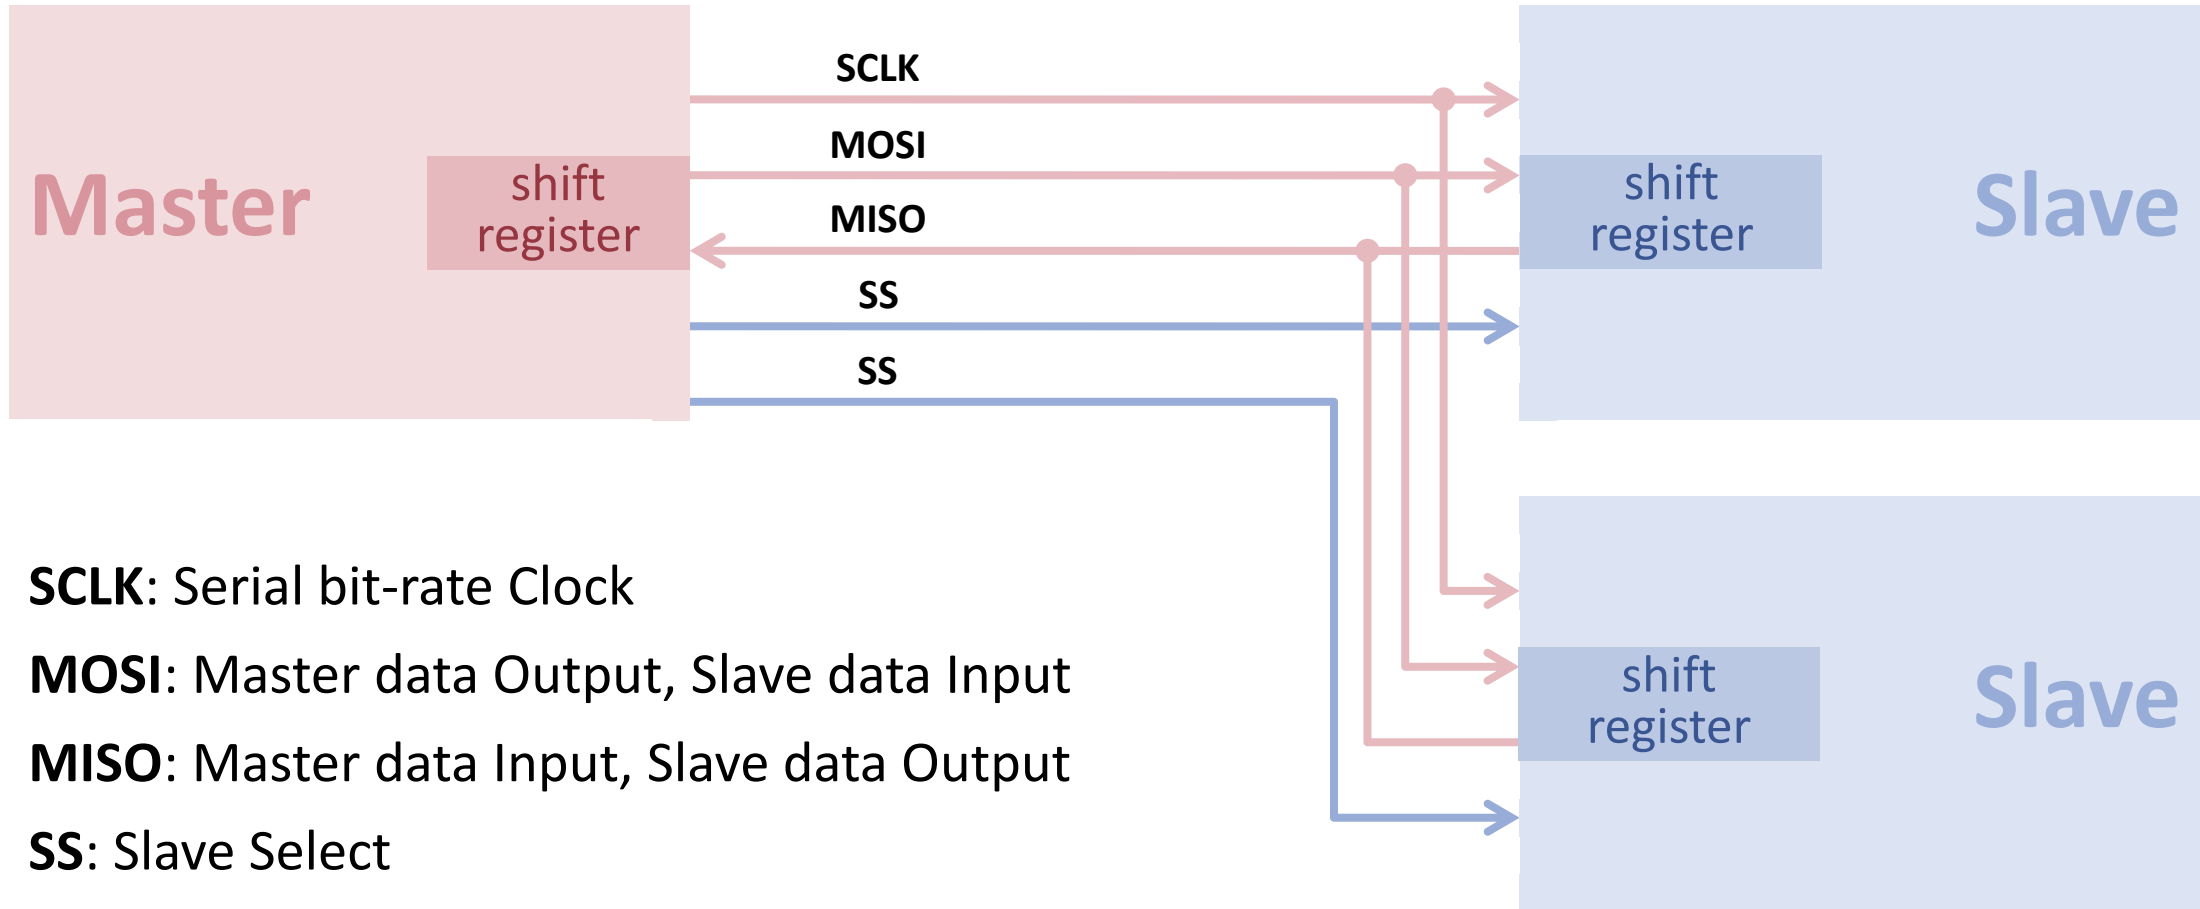 SCLK
MOSI
MISO
SS
SS
Master
shift
register
shift
register
Slave
shift
register
Slave
SCLK: Serial bit-rate Clock
MOSI: Master data Output, Slave data Input
MISO: Master data Input, Slave data Output
SS: Slave Select